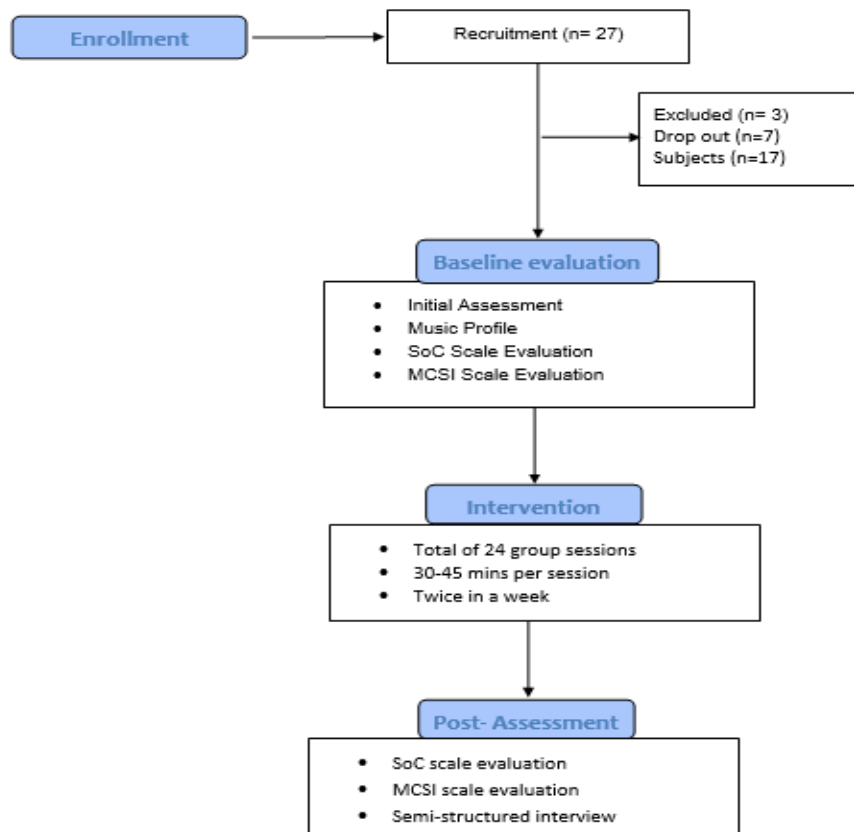 Enrollment
Recruitment (n= 27)
Excluded (n= 3)
Drop out (n=7)
Subjects (n=17)
Baseline evaluation
• Initial Assessment
• Music Profile
• SoC Scale Evaluation
• MCSI Scale Evaluation
Intervention
• Total of 24 group sessions
• 30-45 mins per session
• Twice in a week
Post- Assessment
• SoC scale evaluation
• MCSI scale evaluation
• Semi-structured interview